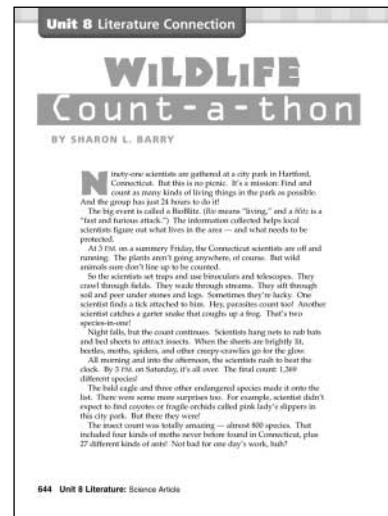 Unit 8 Literature Connection
WiLDLiFE
Count-a-thon
BY SHARON L. BARRY
Ninety-one scientists are gathered at a city park in Hartford,
Connecticut. But this is no picnic. It's a mission: Find and
count as many kinds of living things in the park as possible.
And the group has just 24 hours to do it!
The big event is called a BioBlitz. (Bio means "living," and a blitz is a
"fast and furious attack.") The information collected helps local
scientists figure out what lives in the area — and what needs to be
protected.
At 3 P.M. on a summery Friday, the Connecticut scientists are off and
running. The plants aren't going anywhere, of course. But wild
animals sure don't line up to be counted.
So the scientists set traps and use binoculars and telescopes. They
crawl through fields. They wade through streams. They sift through
soil and peer under stones and logs. Sometimes they're lucky. One
scientist finds a tick attached to him. Hey, parasites count too! Another
scientist catches a garter snake that coughs up a frog. That's two
species-in-one!
Night falls, but the count continues. Scientists hang nets to nab bats
and bed sheets to attract insects. When the sheets are brightly lit,
beetles, moths, spiders, and other creepy-crawlies go for the glow.
All morning and into the afternoon, the scientists rush to beat the
clock. By 3 P.M. on Saturday, it's all over. The final count: 1,369
different species!
The bald eagle and three other endangered species made it onto the
list. There were some more surprises too. For example, scientist didn't
expect to find coyotes or fragile orchids called pink lady's slippers in
this city park. But there they were!
The insect count was totally amazing — almost 800 species. That
included four kinds of moths never before found in Connecticut, plus
27 different kinds of ants! Not bad for one day's work, huh?
644 Unit 8 Literature: Science Article